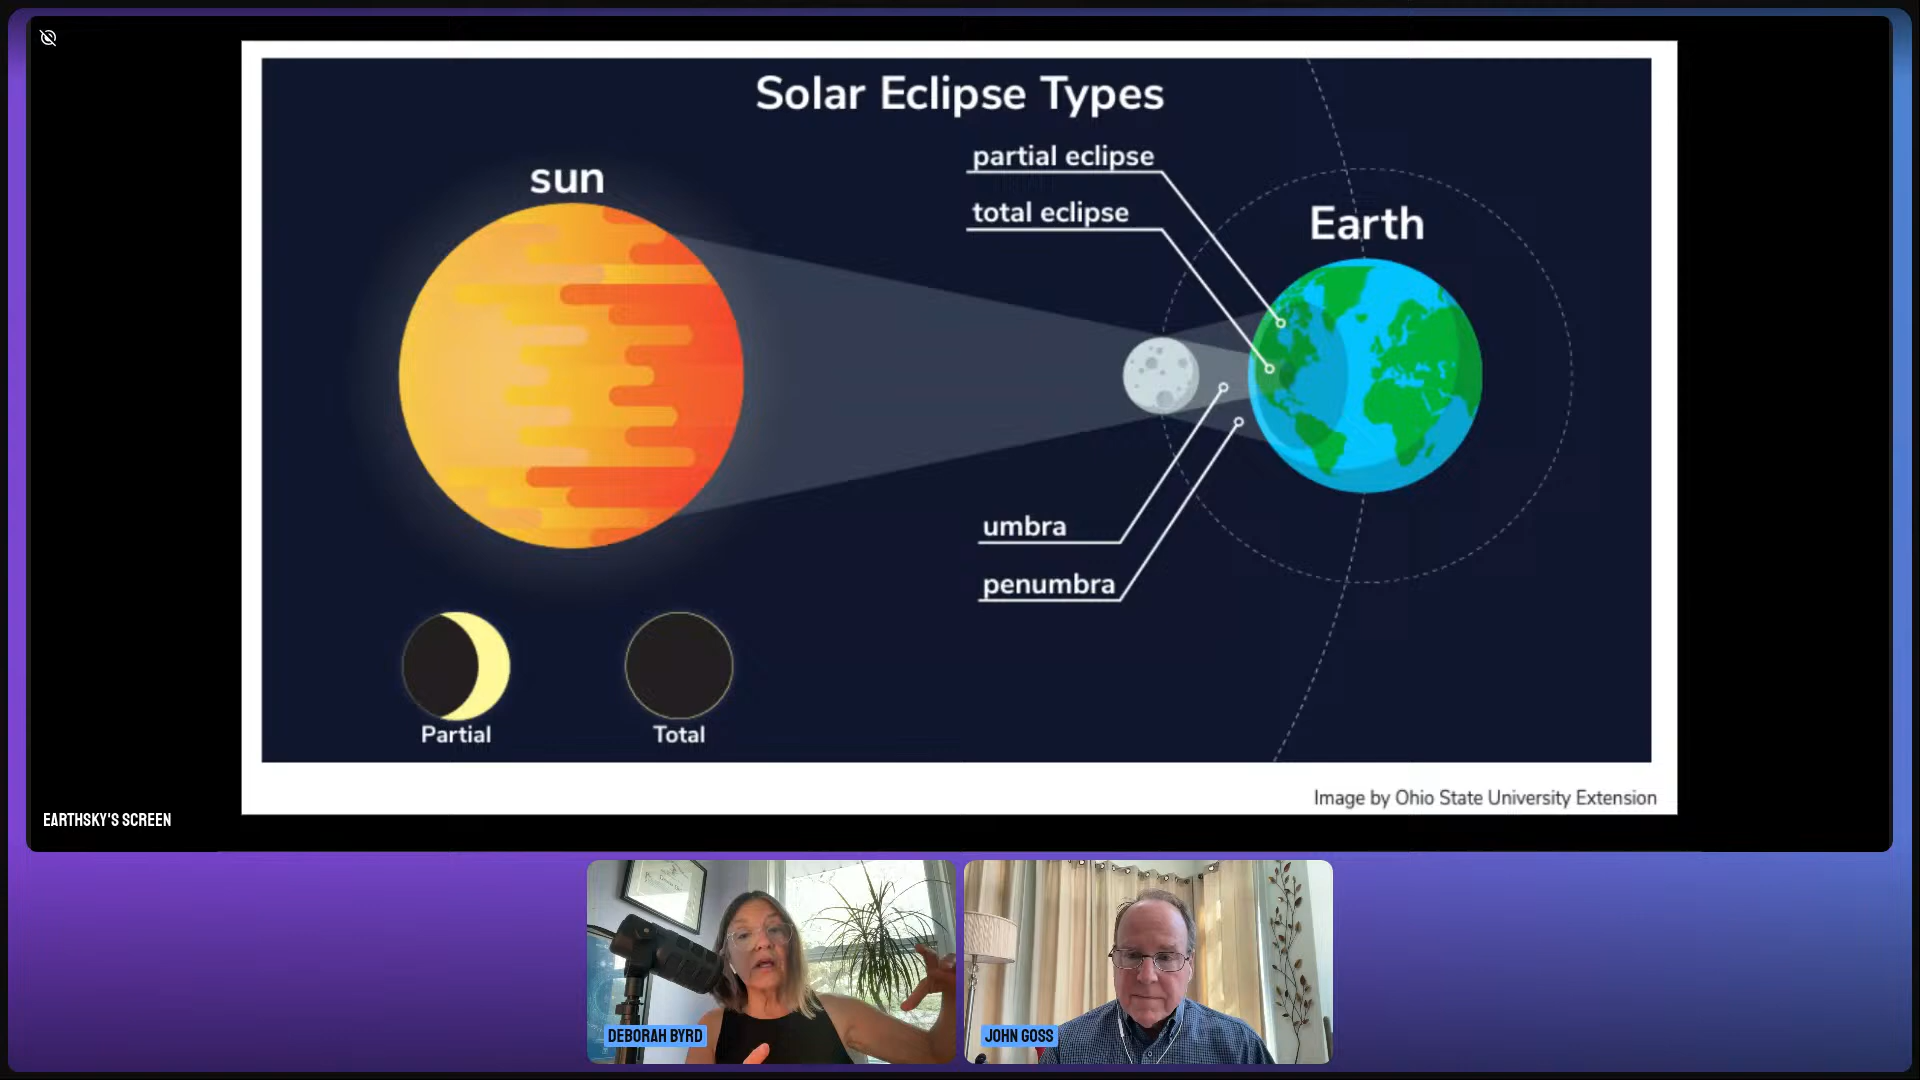 Solar Eclipse Types
sun
partial eclipse
total eclipse
Earth
umbra
penumbra
Partial
Total
Image by Ohio State University Extension
EARTHSKY'S SCREEN
DEBORAH BYRD
JOHN GOSS